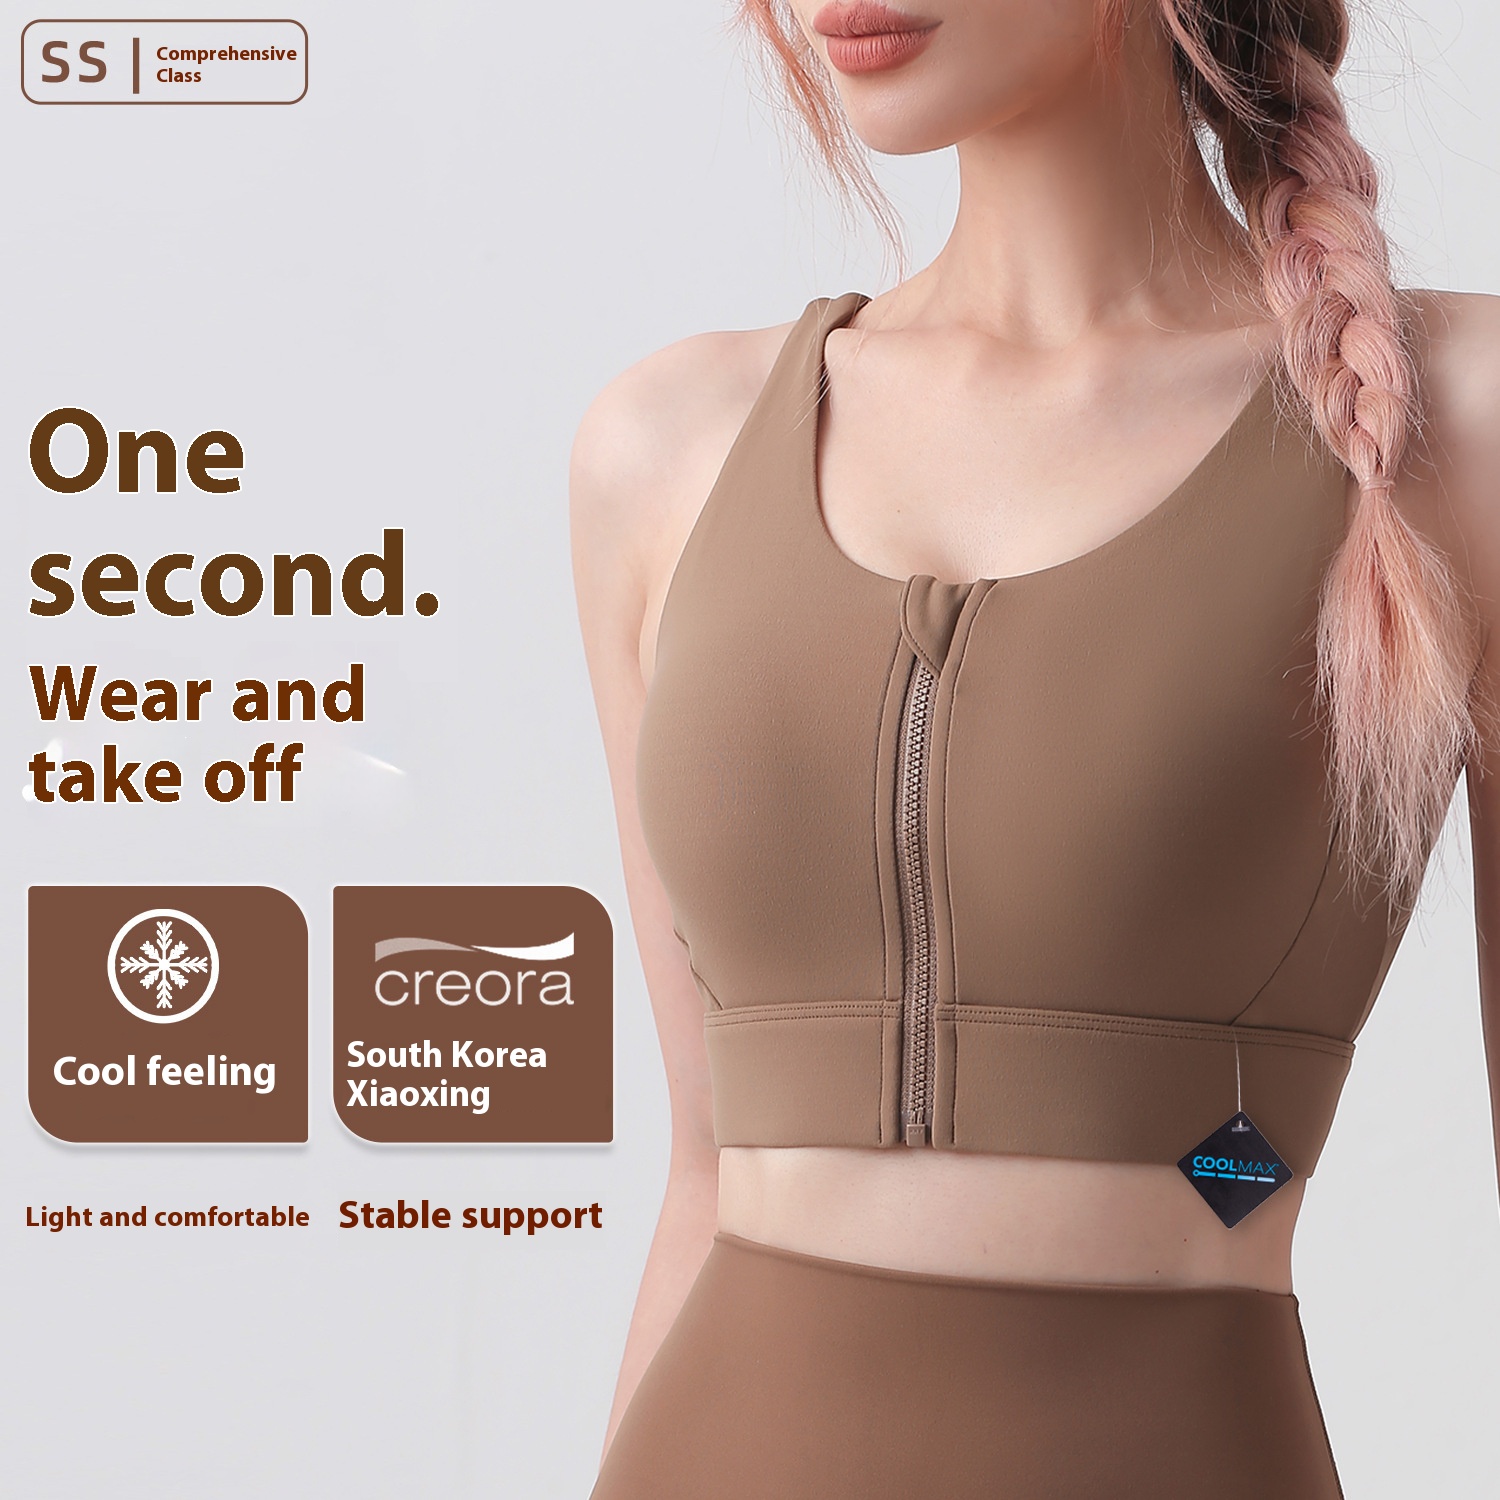 SS | Comprehensive
Class
One
second.
Wear and
take off
Cool feeling
creora
South Korea
Xiaoxing
Light and comfortable
Stable support
COOLMAX